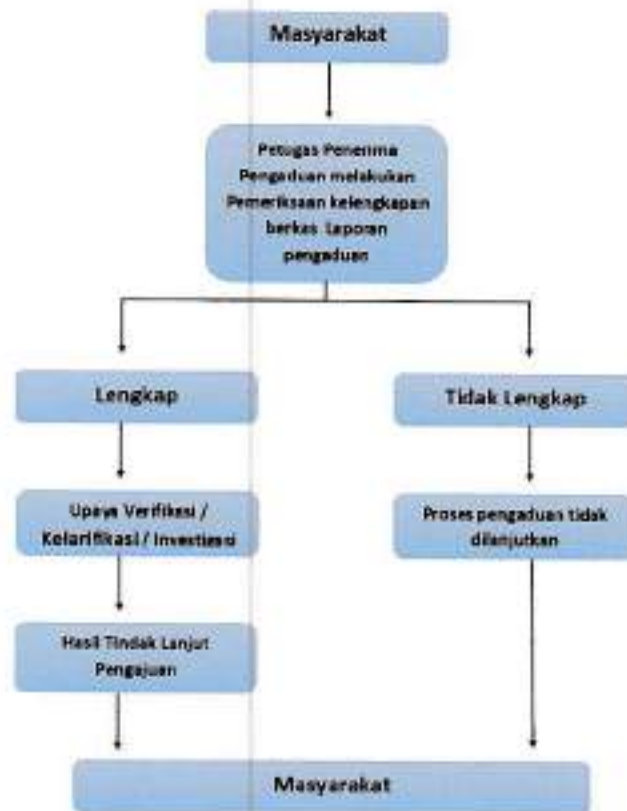 Masyarakat
Petugas Penerima
Pengaduan melakukan
Pemeriksaan kelengkapan
berkas Laporan
pengaduan
Lengkap
Tidak Lengkap
Upaya Verifikasi /
Kelarifikasi / Investigasi
Proses pengaduan tidak
dilanjutkan
Hasil Tindak Lanjut
Pengajuan
Masyarakat